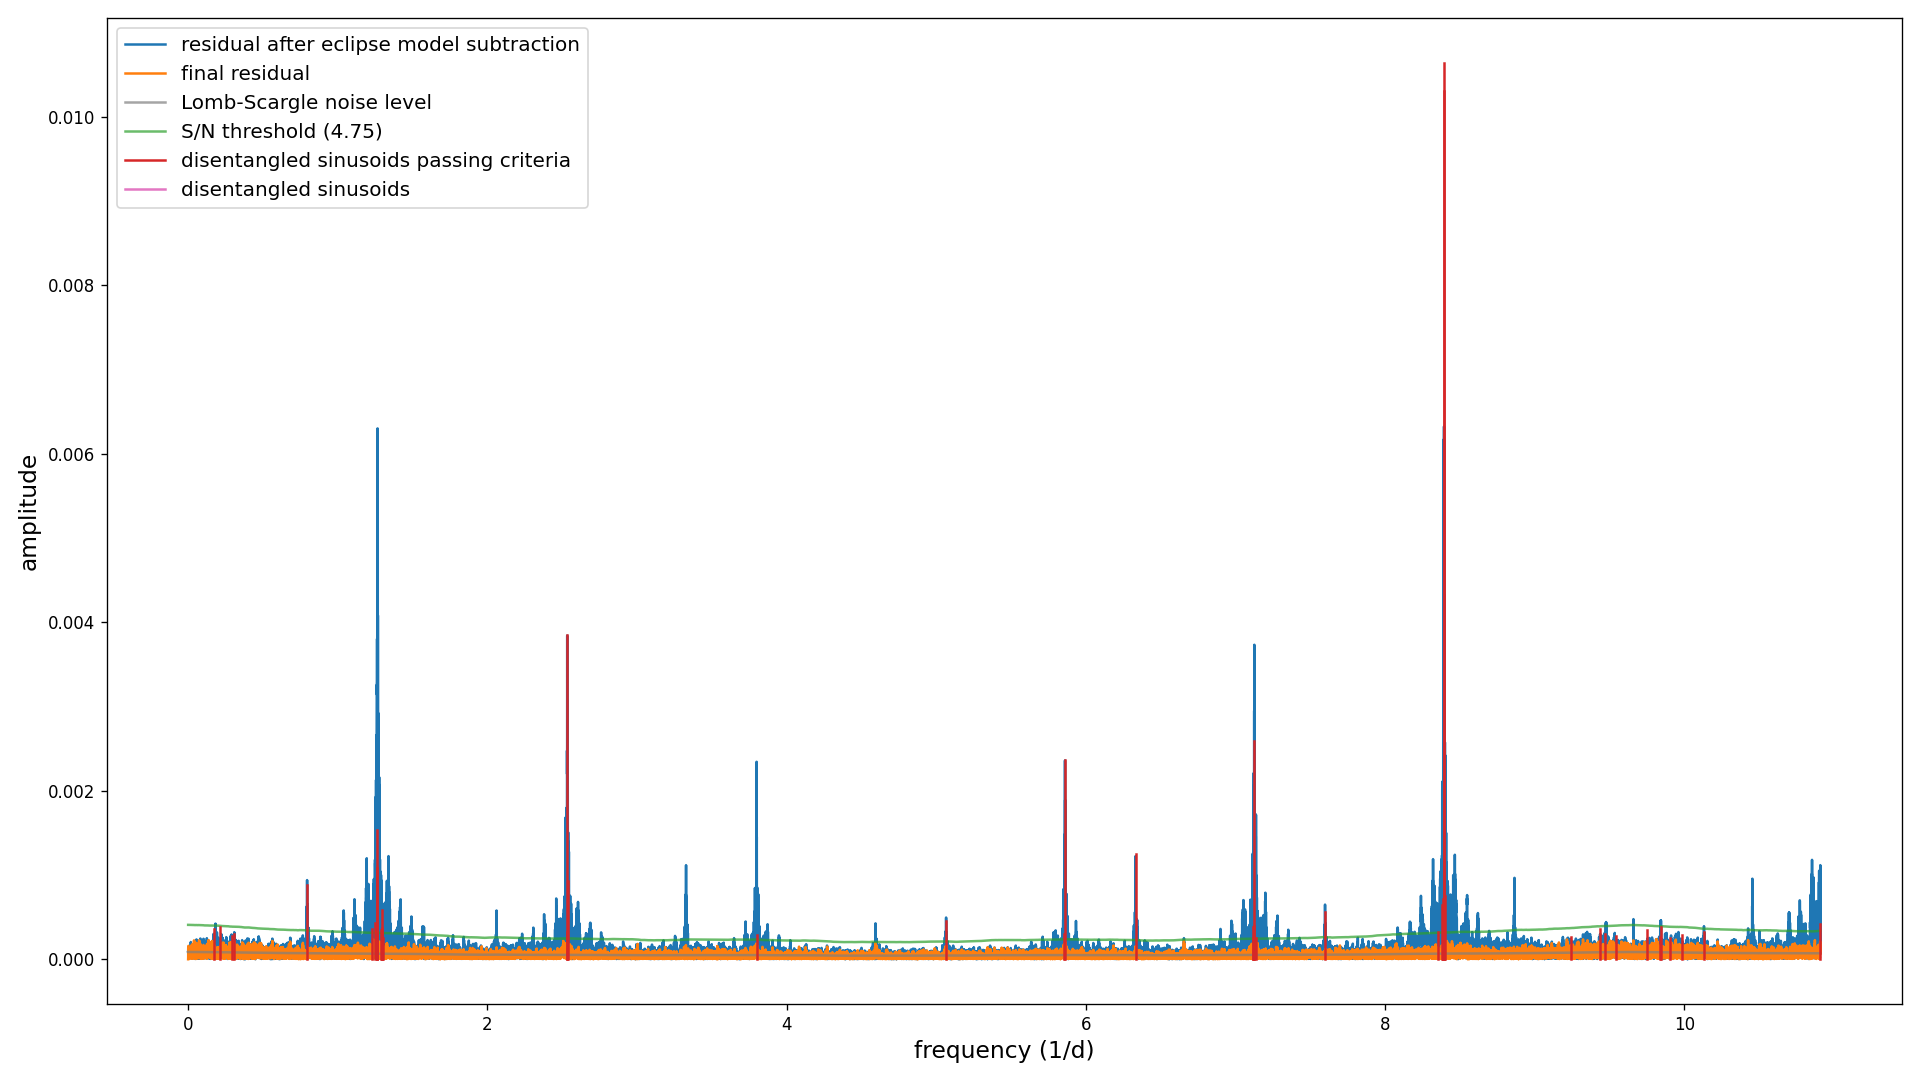 residual after eclipse model subtraction
final residual
Lomb-Scargle noise level
S/N threshold (4.75)
disentangled sinusoids passing criteria
disentangled sinusoids
0.010
0.008
0.006
0.004
0.002
0.000
amplitude
0 2 4 6 8 10
frequency (1/d)